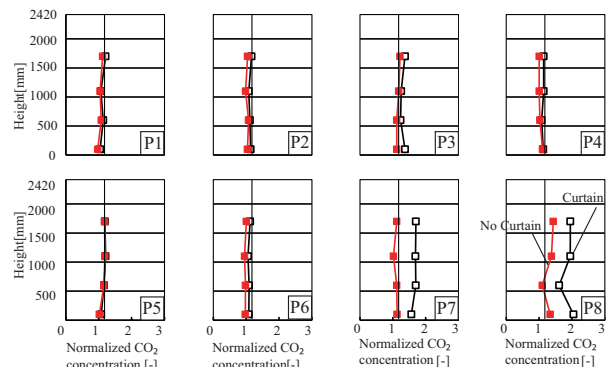 2420
2000
1500
1000
500
0
Height[mm]
P1
P2
P3
P4
2420
2000
1500
1000
500
Height[mm]
Curtain
No Curtain
P5
P6
P7
P8
0 1 2 3
0 1 2 3
0 1 2 3
0 1 2 3
Normalized CO₂
concentration [-]
Normalized CO₂
concentration[-]
Normalized CO₂
concentration [-]
Normalized CO₂
concentration [-]